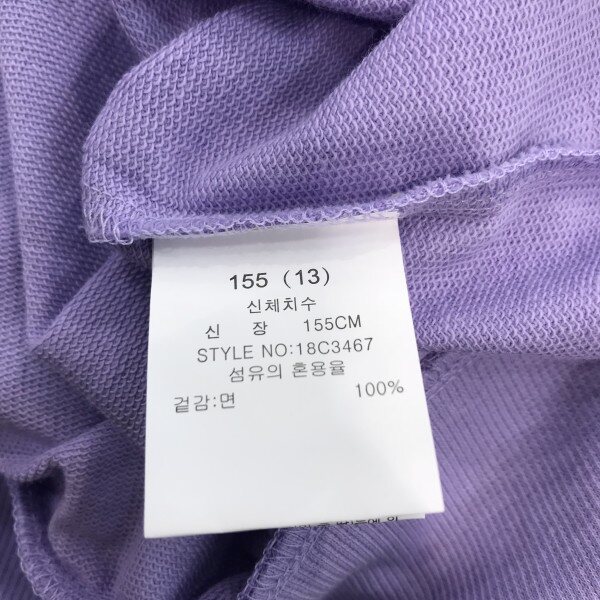 155 (13)
신체치수
신 장 155CM
STYLE NO:18C3467
섬유의 혼용율
겉감:면 100%